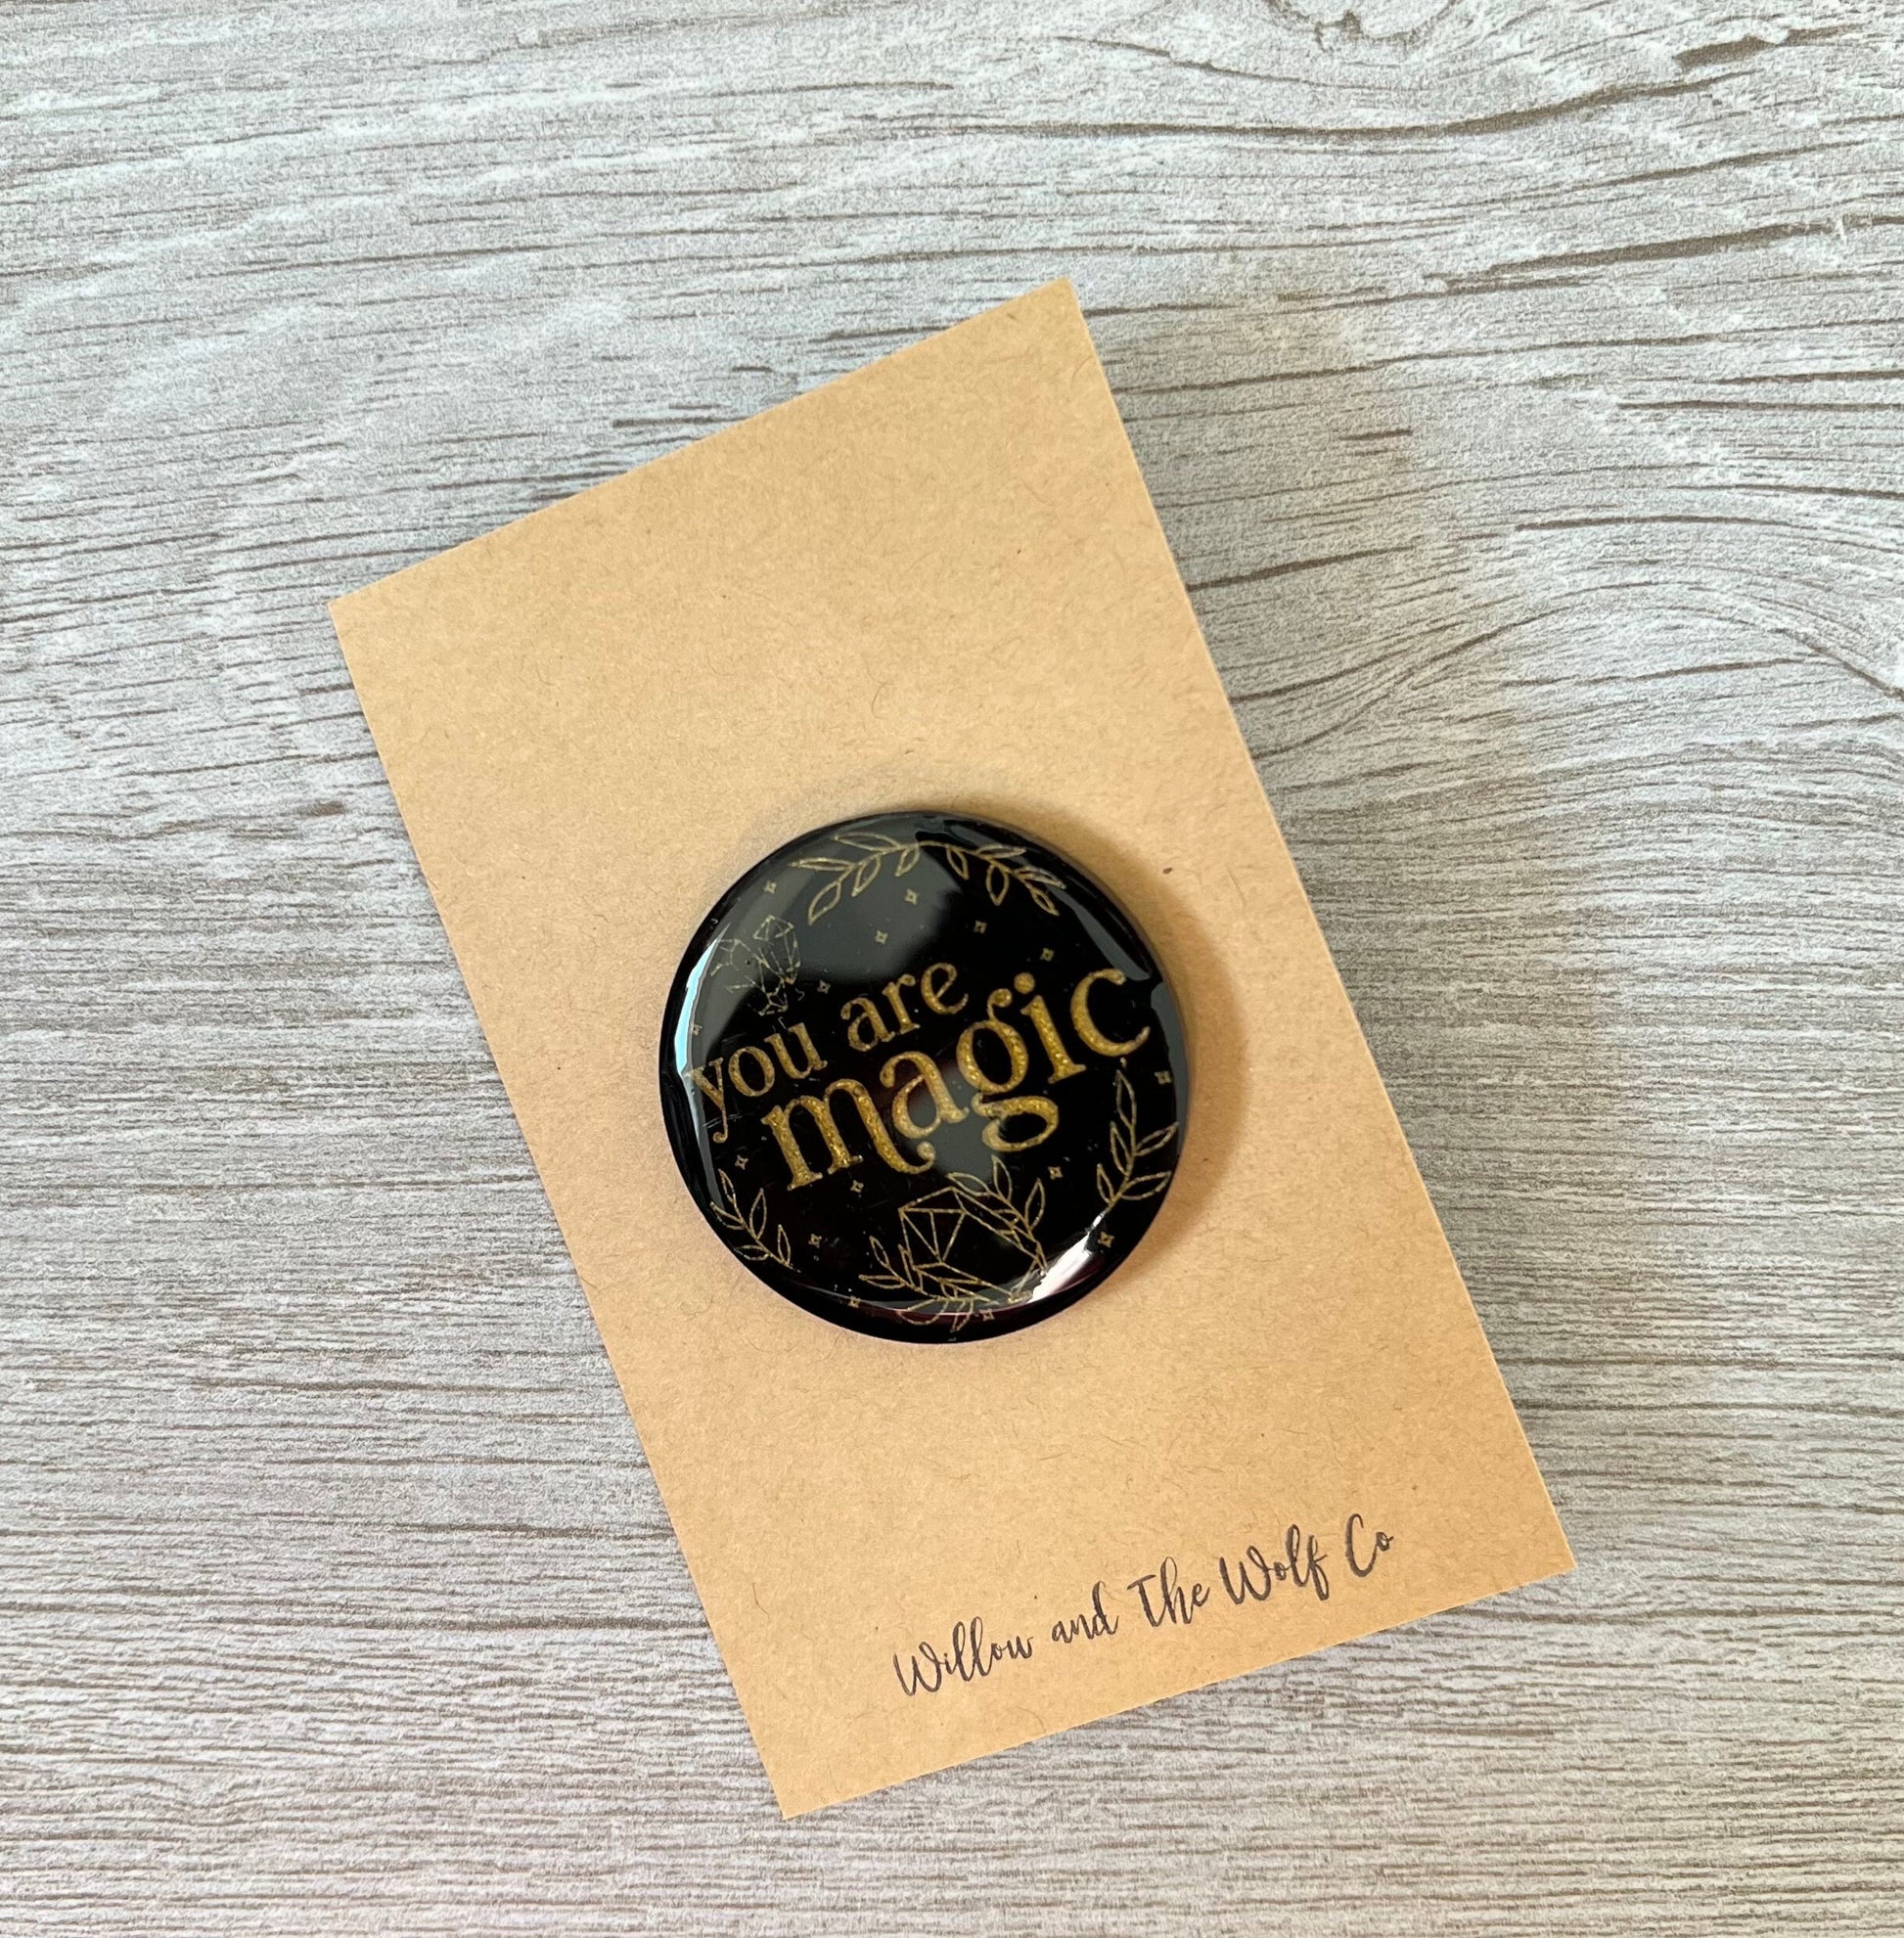 you are
magic
Willow and The Wolf Co